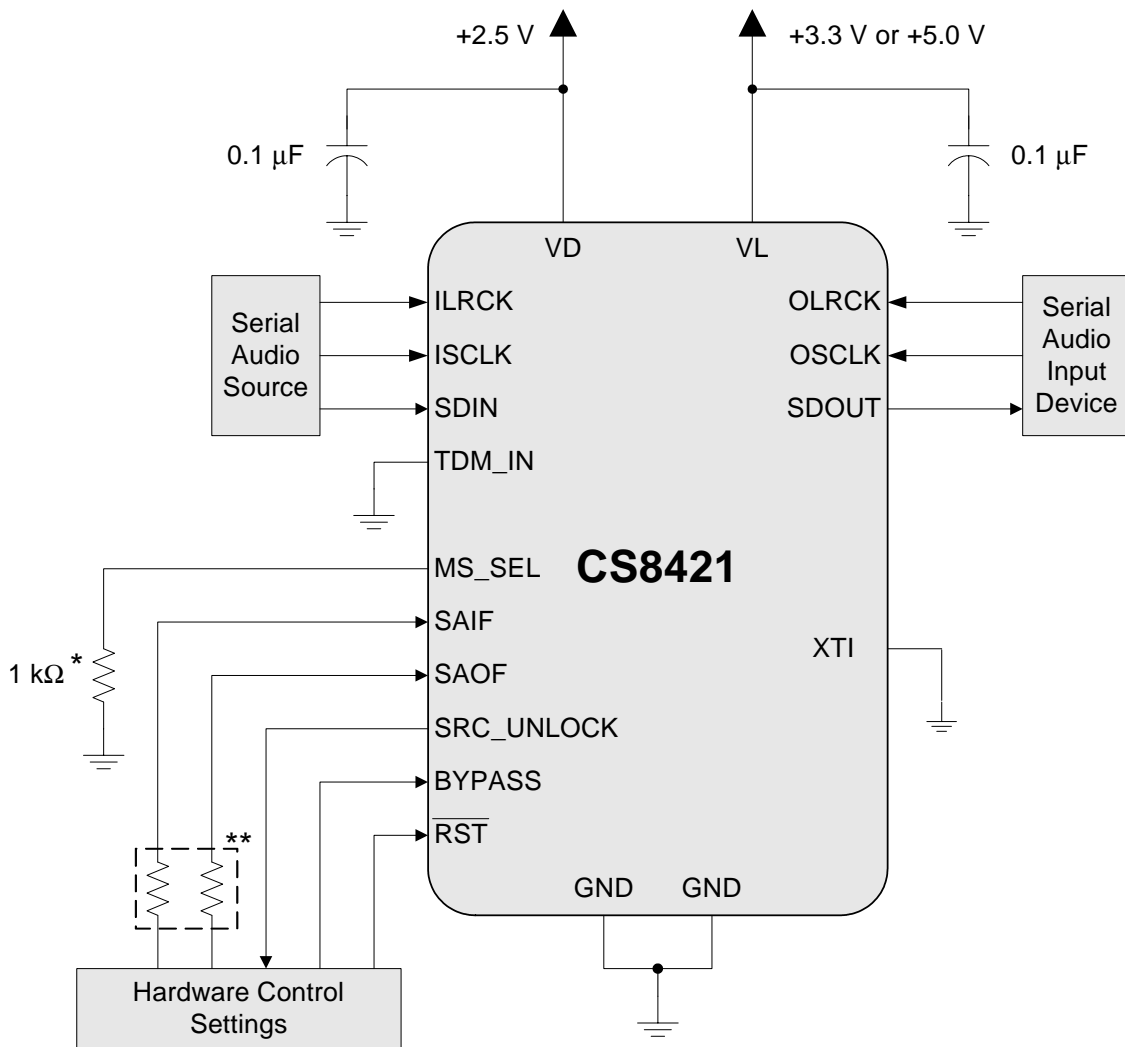 +2.5 V
+3.3 V or +5.0 V
0.1 μF
0.1 μF
VD
VL
Serial
Audio
Source
ILRCK
ISCLK
SDIN
TDM_IN
MS_SEL
SAIF
SAOF
SRC_UNLOCK
BYPASS
RST
CS8421
OLRCK
OSCLK
SDOUT
XTI
Serial
Audio
Input
Device
1 kΩ *
**
GND
GND
Hardware Control
Settings